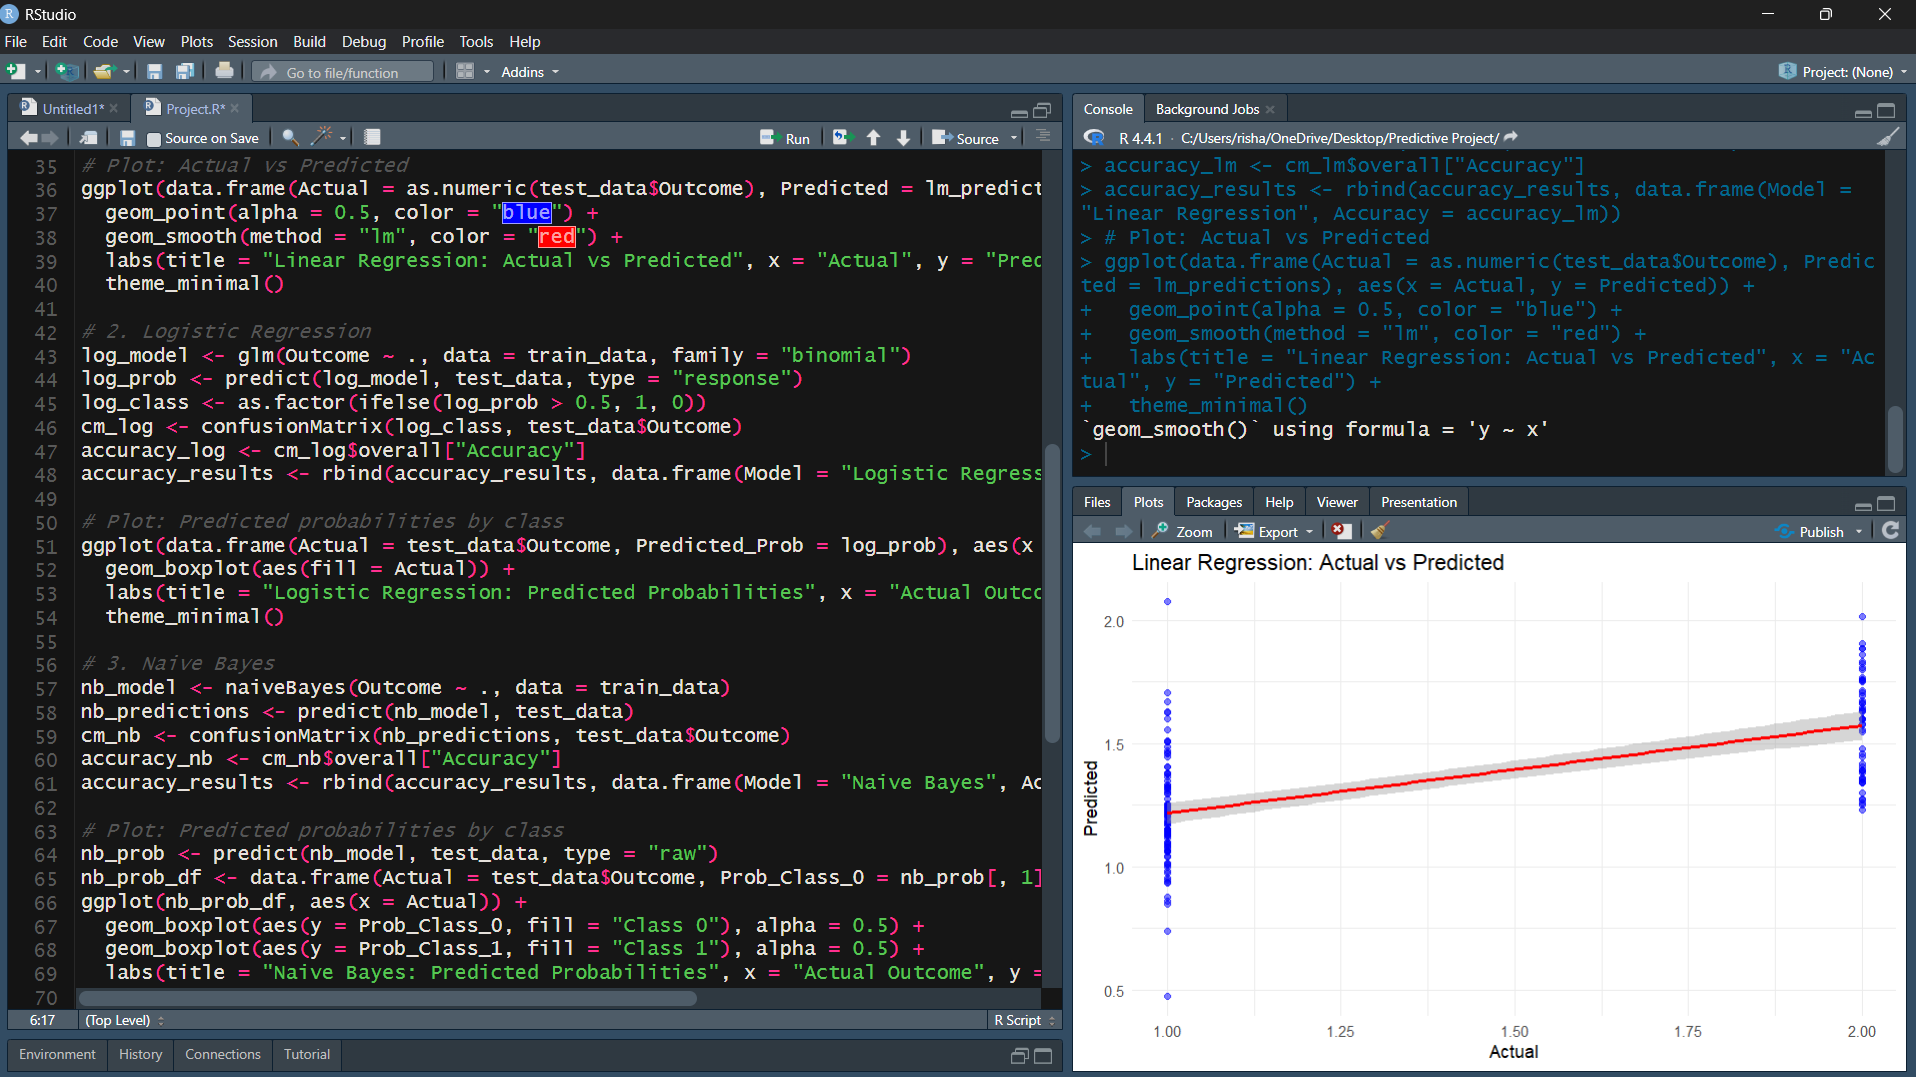 RStudio
File Edit Code View Plots Session Build Debug Profile Tools Help
Go to file/function Addins Project: (None)
Untitled1* Project.R*
Source on Save Run Source
35 # Plot: Actual vs Predicted
36 ggplot(data.frame(Actual = as.numeric(test_data$Outcome), Predicted = lm_predict
37 geom_point(alpha = 0.5, color = "blue") +
38 geom_smooth(method = "lm", color = "red") +
39 labs(title = "Linear Regression: Actual vs Predicted", x = "Actual", y = "Prec
40 theme_minimal()
41
42 # 2. Logistic Regression
43 log_model <- glm(Outcome ~ ., data = train_data, family = "binomial")
44 log_prob <- predict(log_model, test_data, type = "response")
45 log_class <- as.factor(ifelse(log_prob > 0.5, 1, 0))
46 cm_log <- confusionMatrix(log_class, test_data$Outcome)
47 accuracy_log <- cm_log$overall["Accuracy"]
48 accuracy_results <- rbind(accuracy_results, data.frame(Model = "Logistic Regress
49
50 # Plot: Predicted probabilities by class
51 ggplot(data.frame(Actual = test_data$Outcome, Predicted_Prob = log_prob), aes(x
52 geom_boxplot(aes(fill = Actual)) +
53 labs(title = "Logistic Regression: Predicted Probabilities", x = "Actual Outco
54 theme_minimal()
55
56 # 3. Naive Bayes
57 nb_model <- naiveBayes(Outcome ~ ., data = train_data)
58 nb_predictions <- predict(nb_model, test_data)
59 cm_nb <- confusionMatrix(nb_predictions, test_data$Outcome)
60 accuracy_nb <- cm_nb$overall["Accuracy"]
61 accuracy_results <- rbind(accuracy_results, data.frame(Model = "Naive Bayes", Ac
62
63 # Plot: Predicted probabilities by class
64 nb_prob <- predict(nb_model, test_data, type = "raw")
65 nb_prob_df <- data.frame(Actual = test_data$Outcome, Prob_Class_0 = nb_prob[, 1]
66 ggplot(nb_prob_df, aes(x = Actual)) +
67 geom_boxplot(aes(y = Prob_Class_0, fill = "Class 0"), alpha = 0.5) +
68 geom_boxplot(aes(y = Prob_Class_1, fill = "Class 1"), alpha = 0.5) +
69 labs(title = "Naive Bayes: Predicted Probabilities", x = "Actual Outcome", y =
70
6:17 (Top Level) R Script
Environment History Connections Tutorial
Console Background Jobs
R 4.4.1 · C:/Users/risha/OneDrive/Desktop/Predictive Project/
> accuracy_lm <- cm_lm$overall["Accuracy"]
> accuracy_results <- rbind(accuracy_results, data.frame(Model =
"Linear Regression", Accuracy = accuracy_lm))
> # Plot: Actual vs Predicted
> ggplot(data.frame(Actual = as.numeric(test_data$Outcome), Predic
ted = lm_predictions), aes(x = Actual, y = Predicted)) +
+ geom_point(alpha = 0.5, color = "blue") +
+ geom_smooth(method = "lm", color = "red") +
+ labs(title = "Linear Regression: Actual vs Predicted", x = "Ac
tual", y = "Predicted") +
+ theme_minimal()
`geom_smooth()` using formula = 'y ~ x'
>
Files Plots Packages Help Viewer Presentation
Zoom Export Publish
Linear Regression: Actual vs Predicted
2.0
1.5
1.0
0.5
Predicted
1.00 1.25 1.50 1.75 2.00
Actual